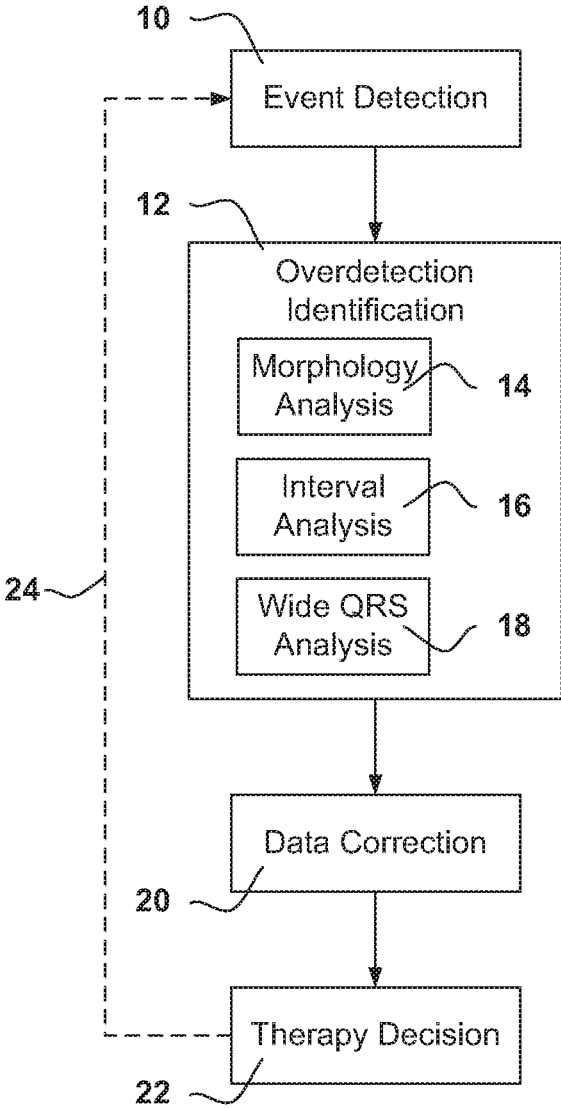 10
Event Detection
12
Overdetection
Identification
Morphology
Analysis
14
Interval
Analysis
16
24
Wide QRS
Analysis
18
Data Correction
20
Therapy Decision
22